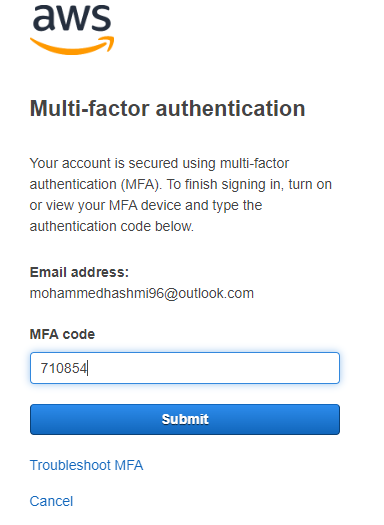 aws
Multi-factor authentication
Your account is secured using multi-factor
authentication (MFA). To finish signing in, turn on
or view your MFA device and type the
authentication code below.
Email address:
mohammedhashmi96@outlook.com
MFA code
710854
Submit
Troubleshoot MFA
Cancel